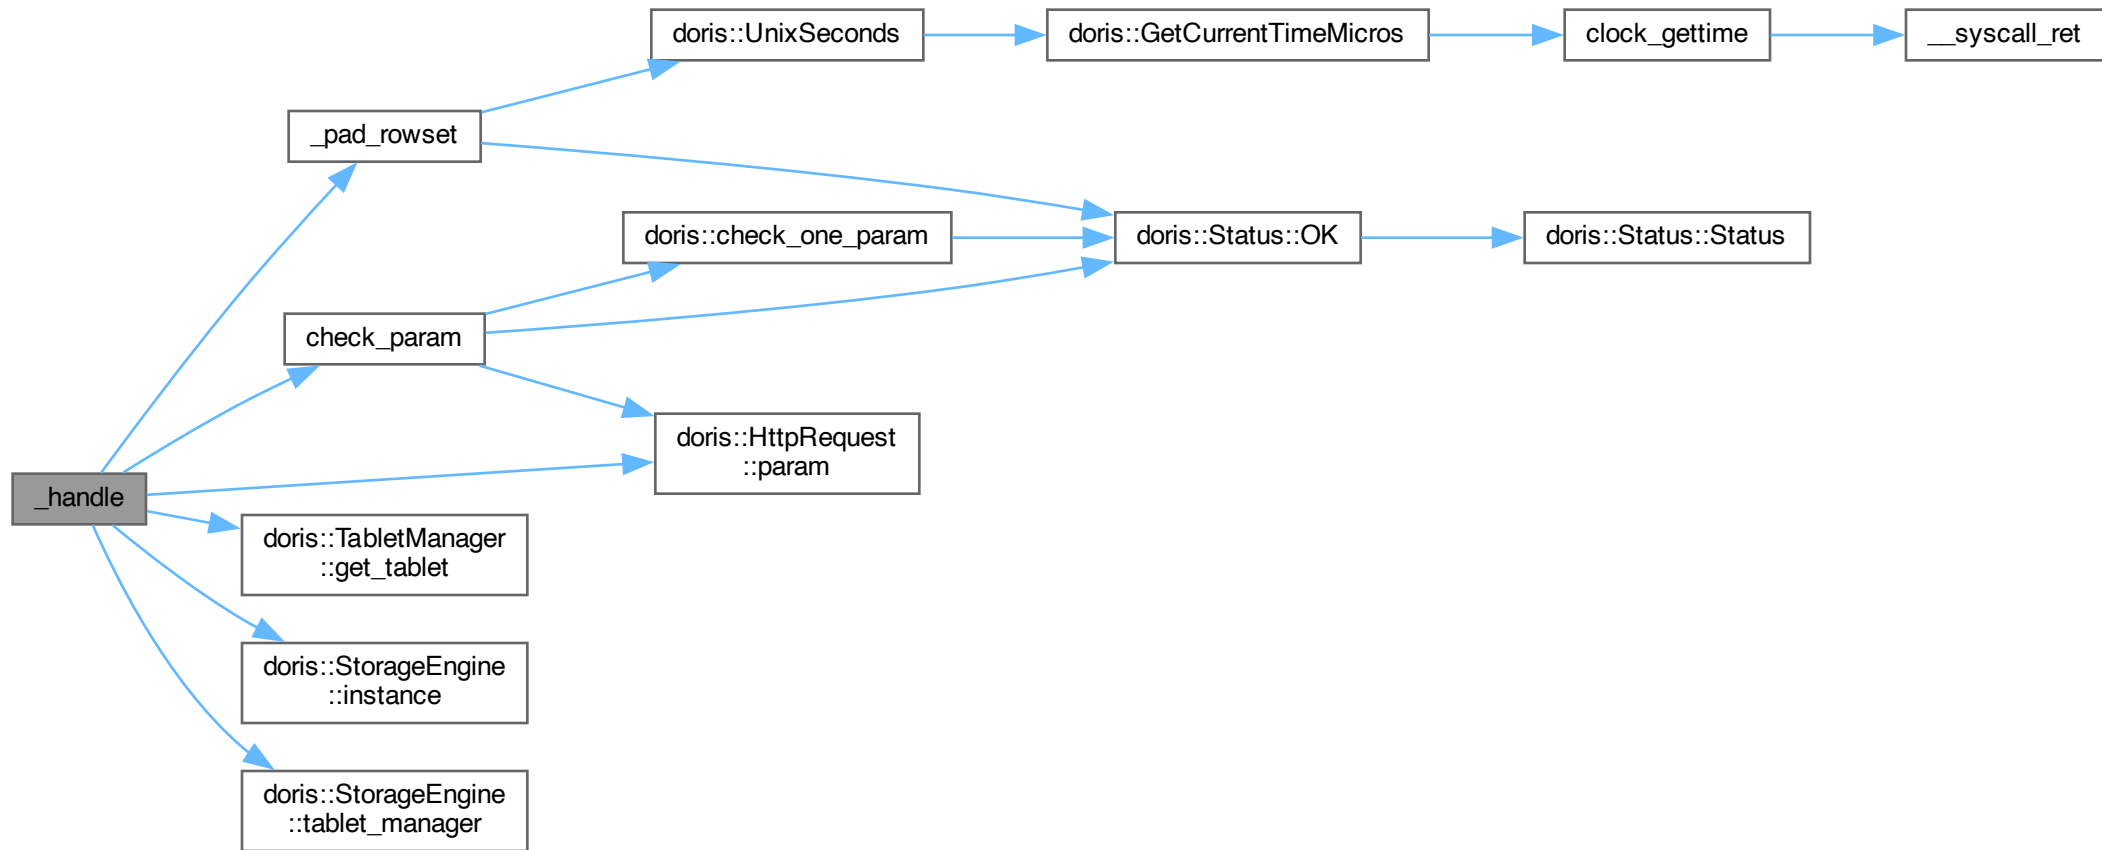 doris::UnixSeconds
doris::GetCurrentTimeMicros
clock_gettime
__syscall_ret
_pad_rowset
doris::check_one_param
doris::Status::OK
doris::Status::Status
check_param
doris::HttpRequest
::param
_handle
doris::TabletManager
::get_tablet
doris::StorageEngine
::instance
doris::StorageEngine
::tablet_manager